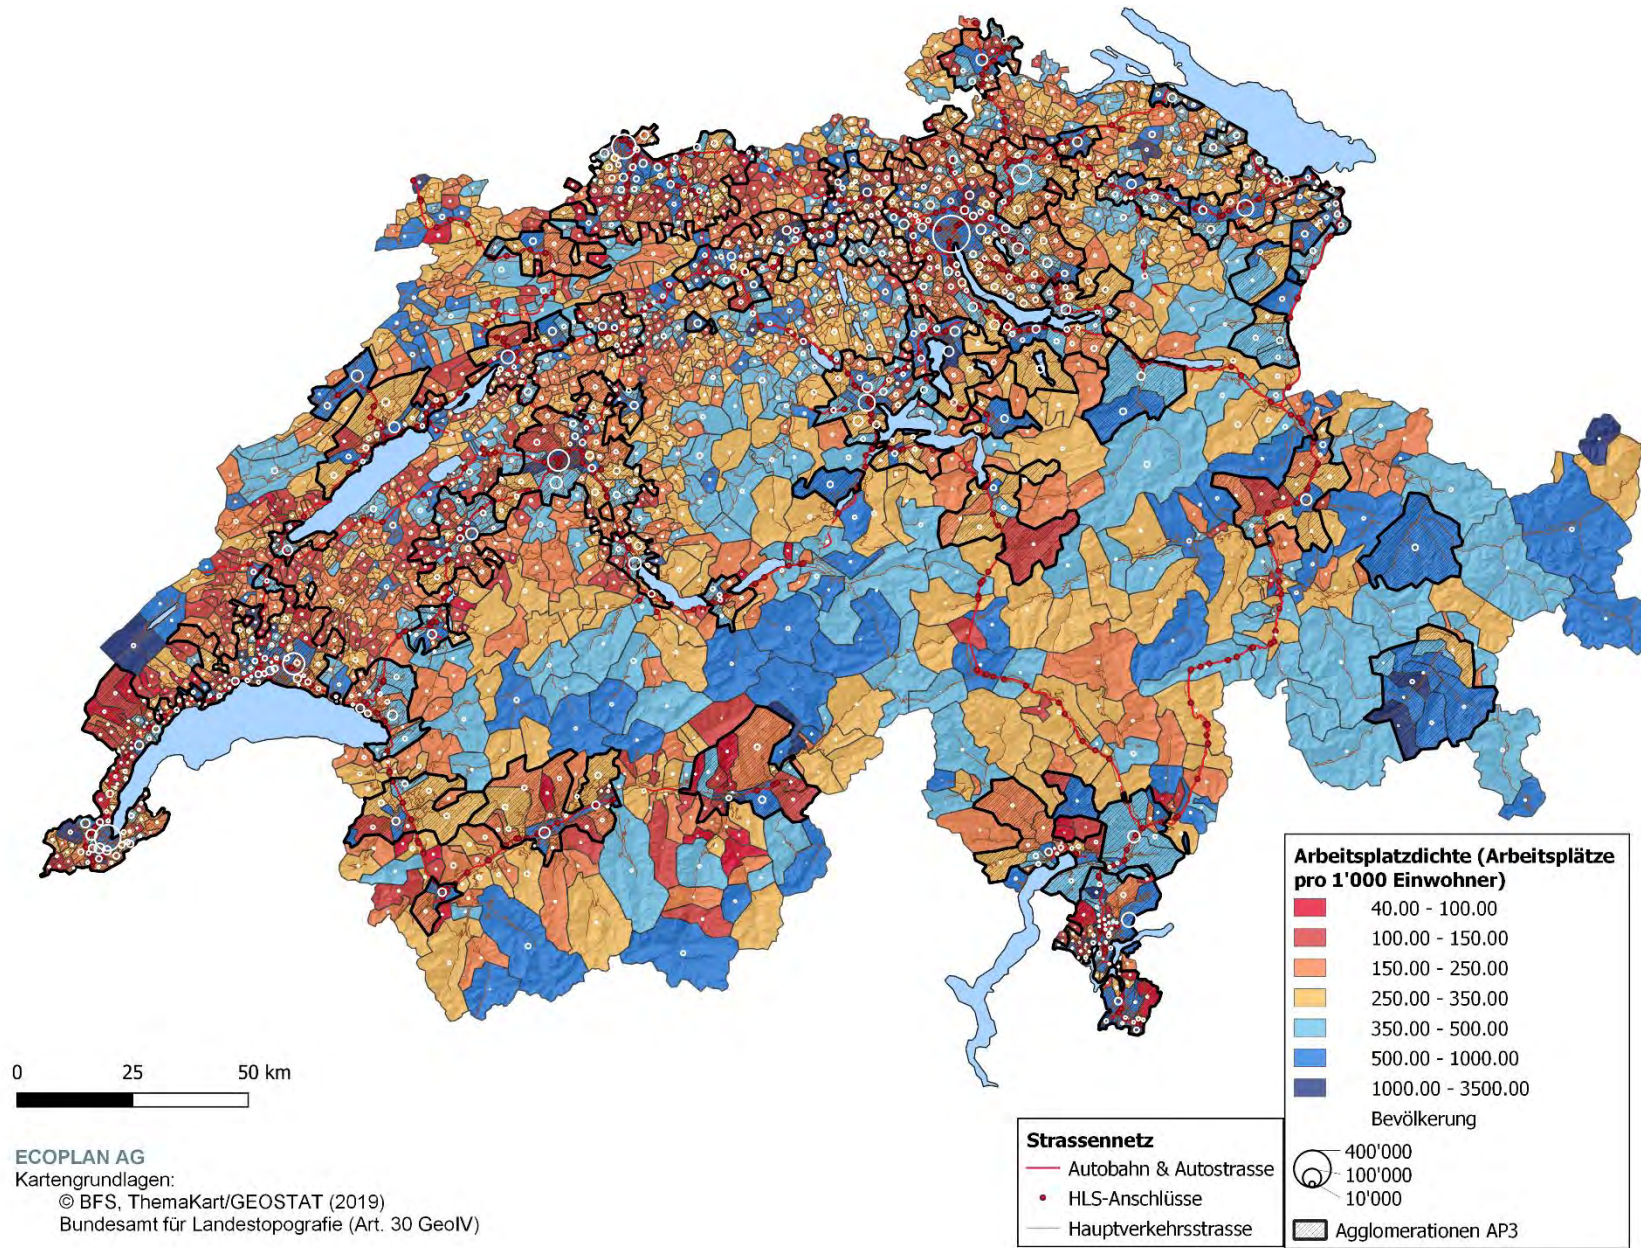 Arbeitsplatzdichte (Arbeitsplätze
pro 1'000 Einwohner)
40.00 - 100.00
100.00 - 150.00
150.00 - 250.00
250.00 - 350.00
350.00 - 500.00
500.00 - 1000.00
1000.00 - 3500.00
Bevölkerung
400'000
100'000
10'000
Agglomerationen AP3
Strassennetz
Autobahn & Autostrasse
HLS-Anschlüsse
Hauptverkehrsstrasse
0 25 50 km
ECOPLAN AG
Kartengrundlagen:
© BFS, ThemaKart/GEOSTAT (2019)
Bundesamt für Landestopografie (Art. 30 GeoIV)